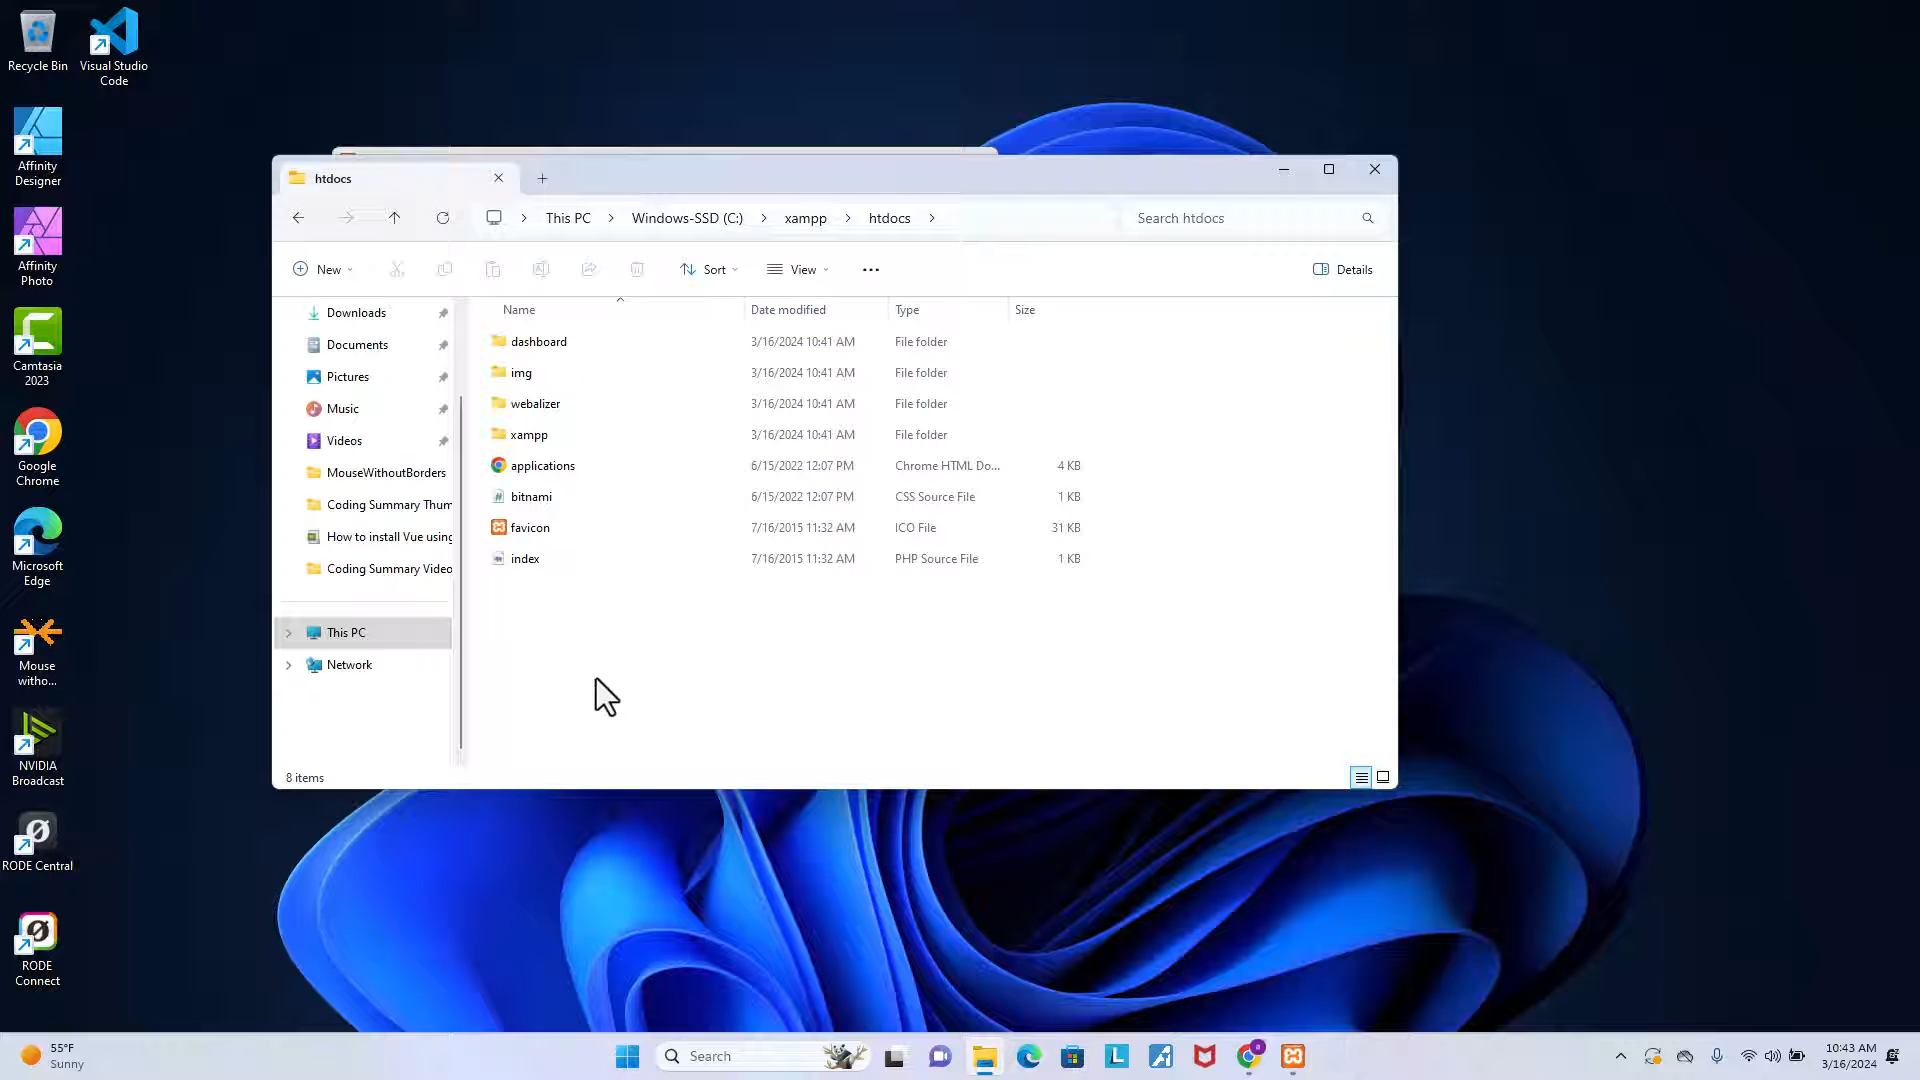 Recycle Bin
Visual Studio
Code
Affinity
Designer
Affinity
Photo
Camtasia
2023
Google
Chrome
Microsoft
Edge
Mouse
witho...
NVIDIA
Broadcast
RODE Central
RODE
Connect
htdocs
This PC
Windows-SSD (C:)
xampp
htdocs
Search htdocs
New
Sort
View
Details
Downloads
Documents
Pictures
Music
Videos
MouseWithoutBorders
Coding Summary Thum
How to install Vue using
Coding Summary Video
This PC
Network
Name Date modified Type Size
dashboard 3/16/2024 10:41 AM File folder
img 3/16/2024 10:41 AM File folder
webalizer 3/16/2024 10:41 AM File folder
xampp 3/16/2024 10:41 AM File folder
applications 6/15/2022 12:07 PM Chrome HTML Do... 4 KB
bitnami 6/15/2022 12:07 PM CSS Source File 1 KB
favicon 7/16/2015 11:32 AM ICO File 31 KB
index 7/16/2015 11:32 AM PHP Source File 1 KB
8 items
55°F
Sunny
Search
10:43 AM
3/16/2024